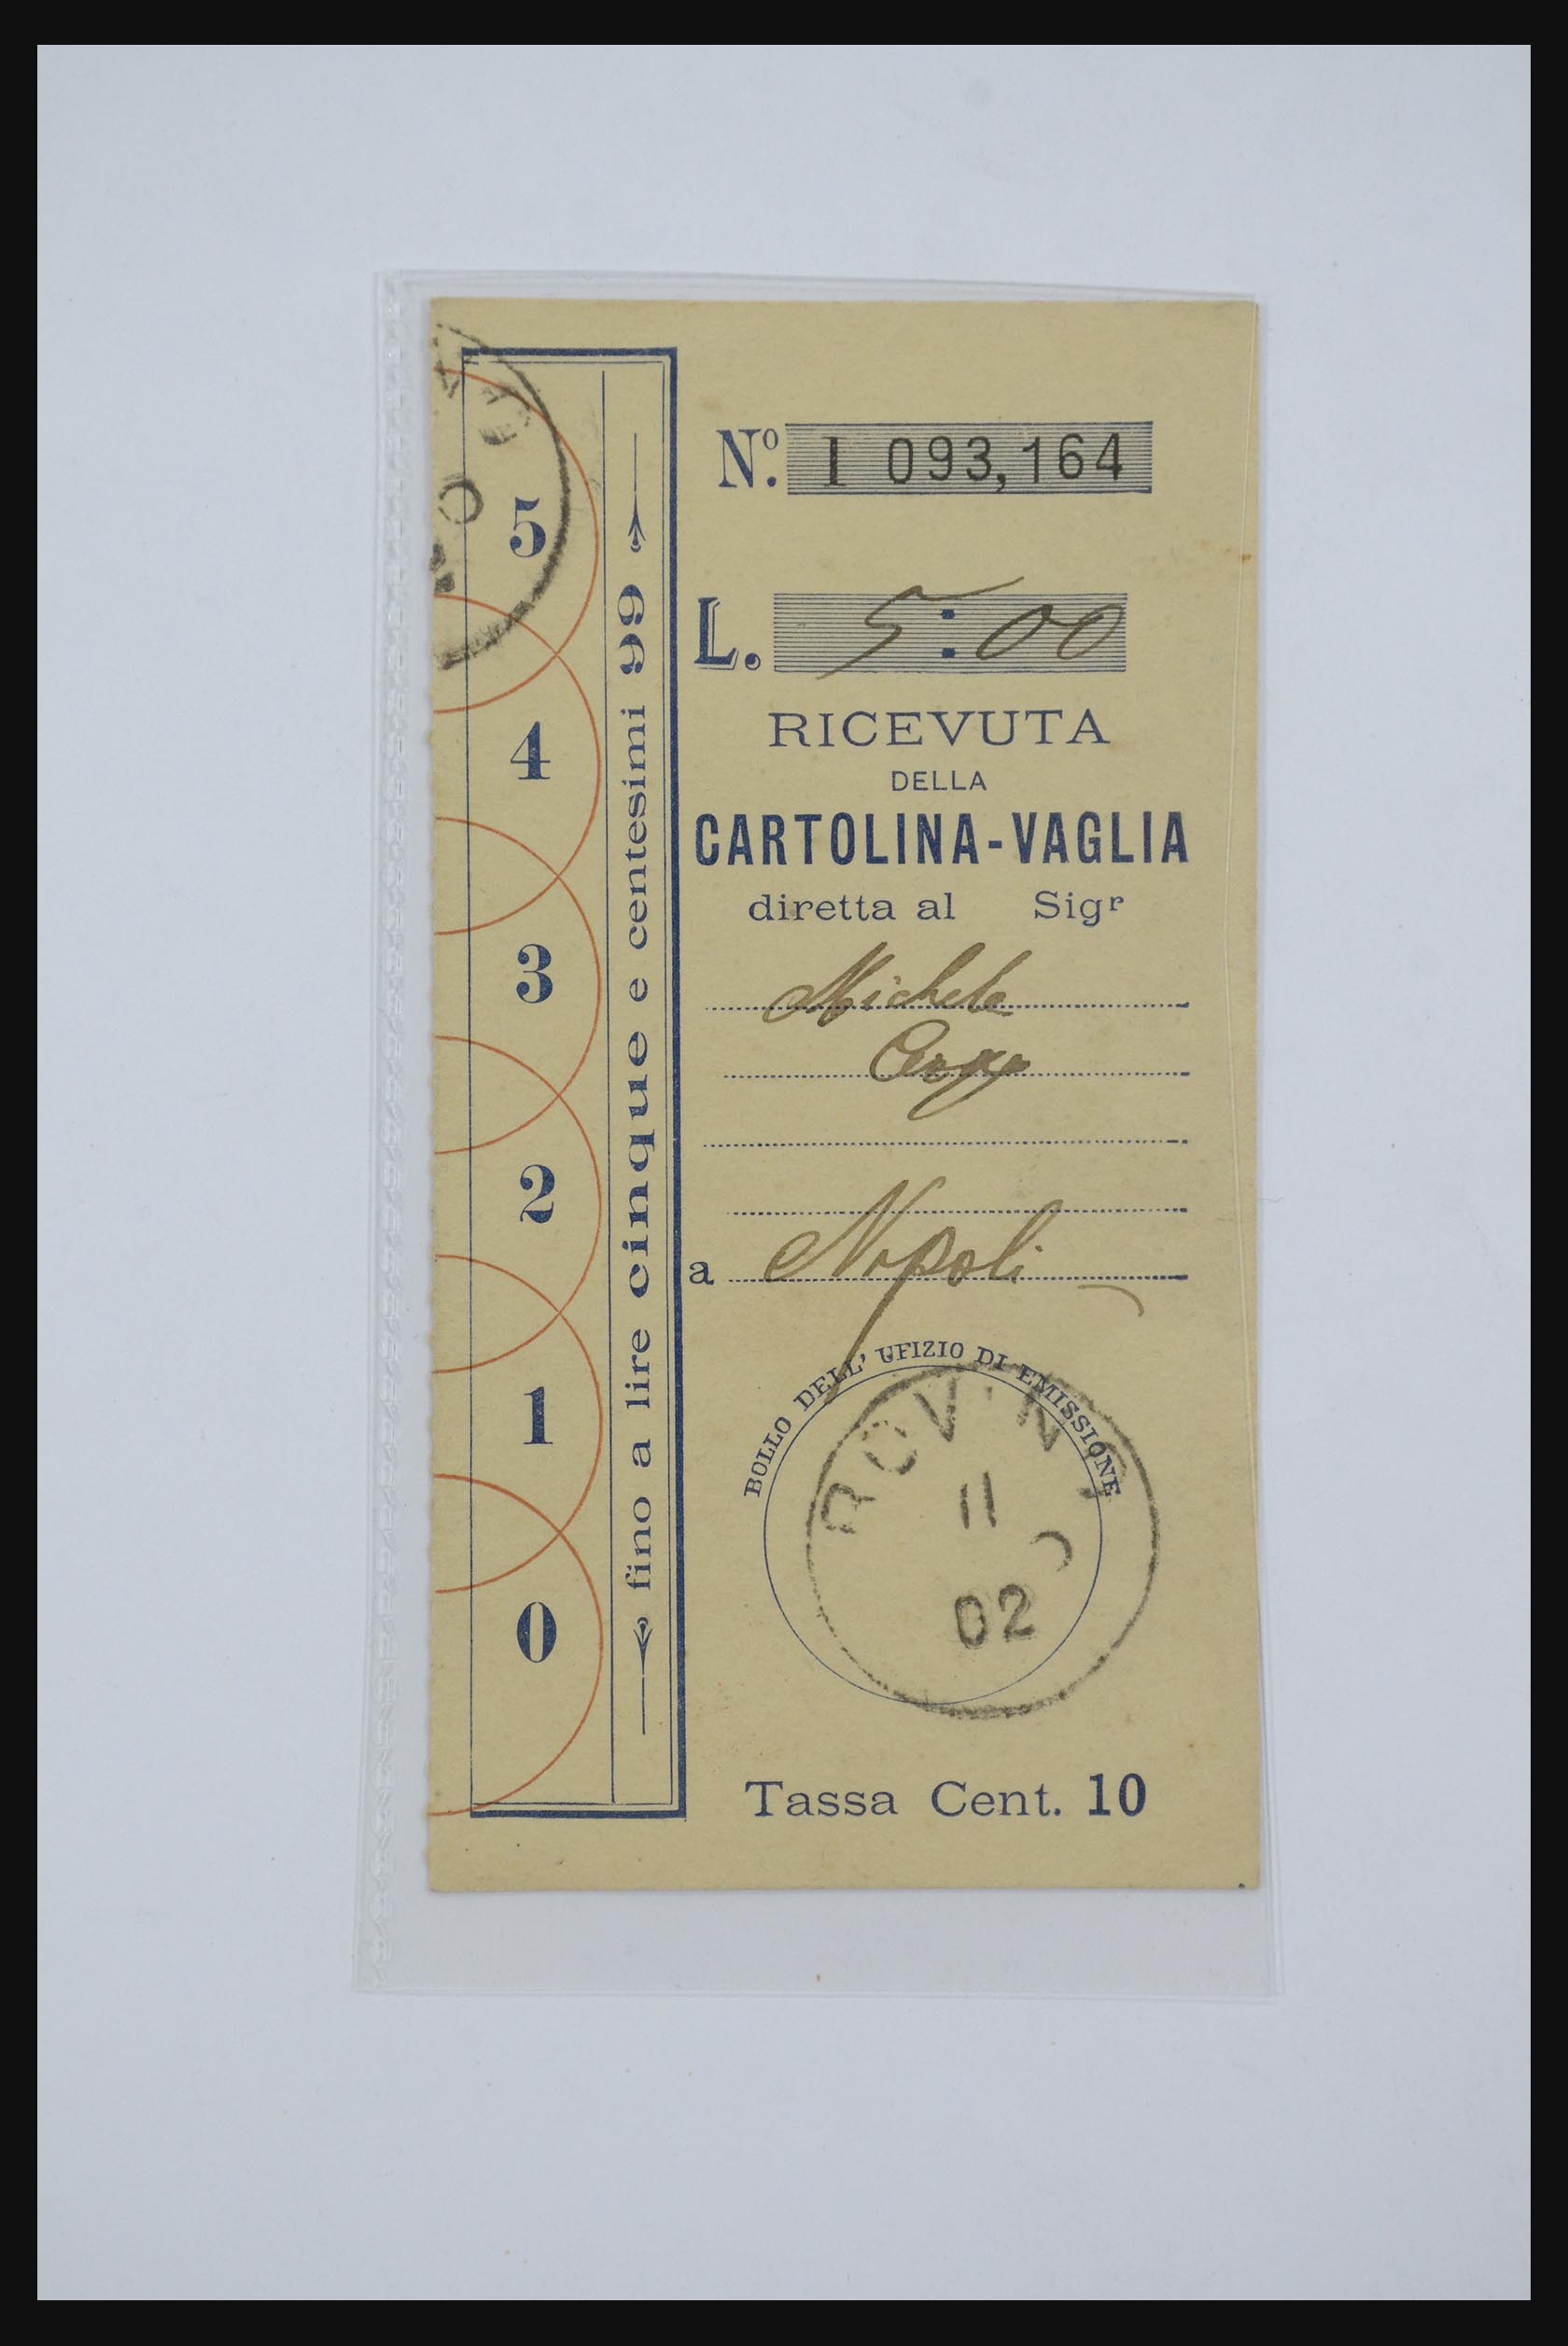 5
4
3
2
1
0
fino a lire cinque e centesimi 99
Nº. I 093,164
L. 5:00
RICEVUTA
DELLA
CARTOLINA-VAGLIA
diretta al Sigr
Michele
a Napoli
BOLLO DELL' UFIZIO DI EMISSIONE
11
02
Tassa Cent. 10